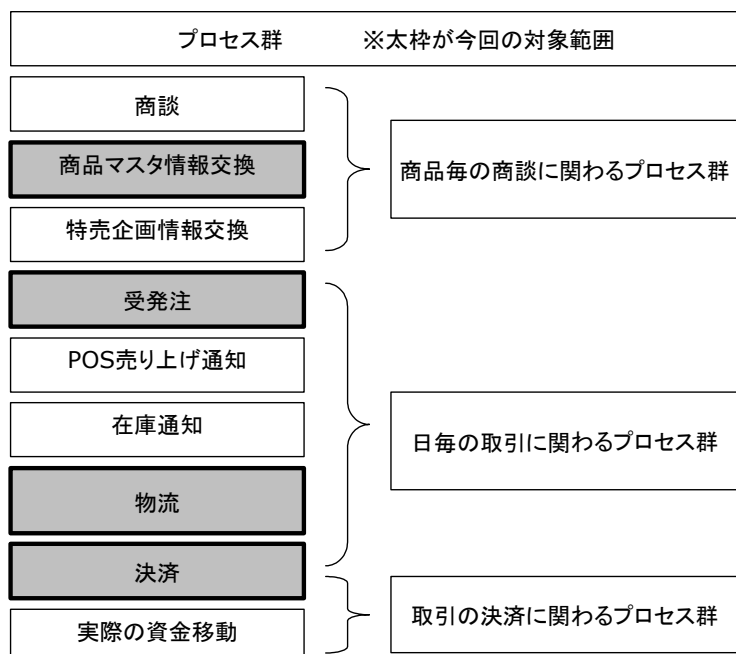 プロセス群 ※太枠が今回の対象範囲
商談
商品マスタ情報交換
特売企画情報交換
商品毎の商談に関わるプロセス群
受発注
POS売り上げ通知
在庫通知
物流
決済
日毎の取引に関わるプロセス群
実際の資金移動
取引の決済に関わるプロセス群